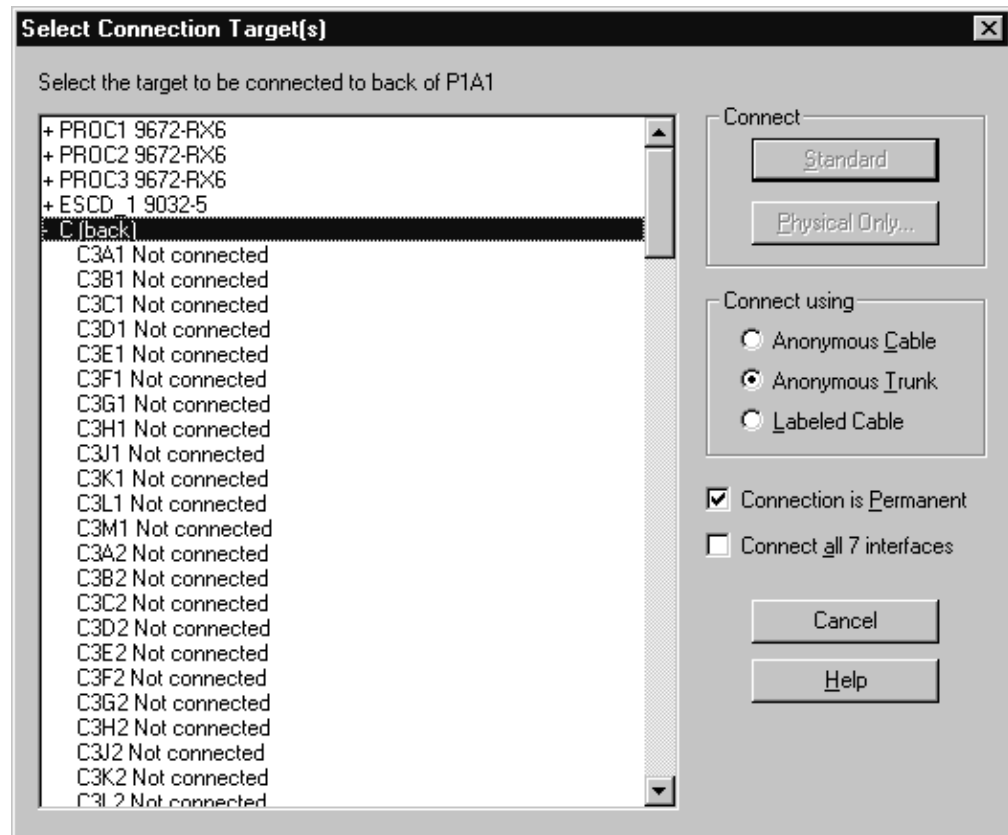 Select Connection Target(s)
Select the target to be connected to back of P1A1
+ PROC1 9672-RX6
+ PROC2 9672-RX6
+ PROC3 9672-RX6
+ ESCD_1 9032-5
- C (back)
C3A1 Not connected
C3B1 Not connected
C3C1 Not connected
C3D1 Not connected
C3E1 Not connected
C3F1 Not connected
C3G1 Not connected
C3H1 Not connected
C3J1 Not connected
C3K1 Not connected
C3L1 Not connected
C3M1 Not connected
C3A2 Not connected
C3B2 Not connected
C3C2 Not connected
C3D2 Not connected
C3E2 Not connected
C3F2 Not connected
C3G2 Not connected
C3H2 Not connected
C3J2 Not connected
C3K2 Not connected
C3L2 Not connected
Connect
Standard
Physical Only...
Connect using
Anonymous Cable
Anonymous Trunk
Labeled Cable
Connection is Permanent
Connect all 7 interfaces
Cancel
Help